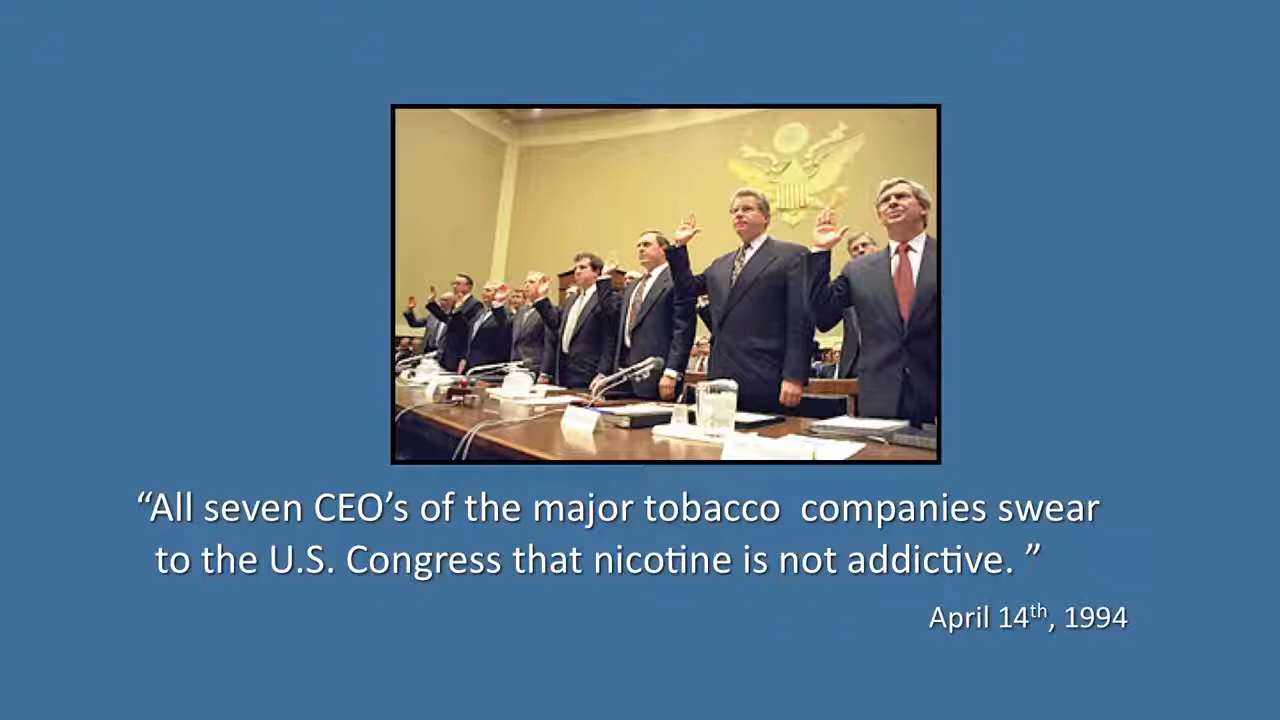 “All seven CEO’s of the major tobacco  companies swear
to the U.S. Congress that nicotine is not addictive. ”
April 14th, 1994